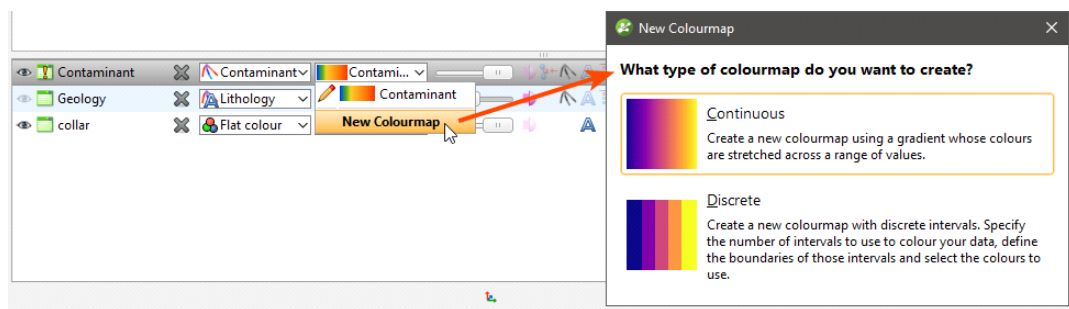 New Colourmap
What type of colourmap do you want to create?
Continuous
Create a new colourmap using a gradient whose colours
are stretched across a range of values.
Discrete
Create a new colourmap with discrete intervals. Specify
the number of intervals to use to colour your data, define
the boundaries of those intervals and select the colours to
use.
Contaminant Contaminant Contami...
Geology Lithology Contaminant
collar Flat colour New Colourmap